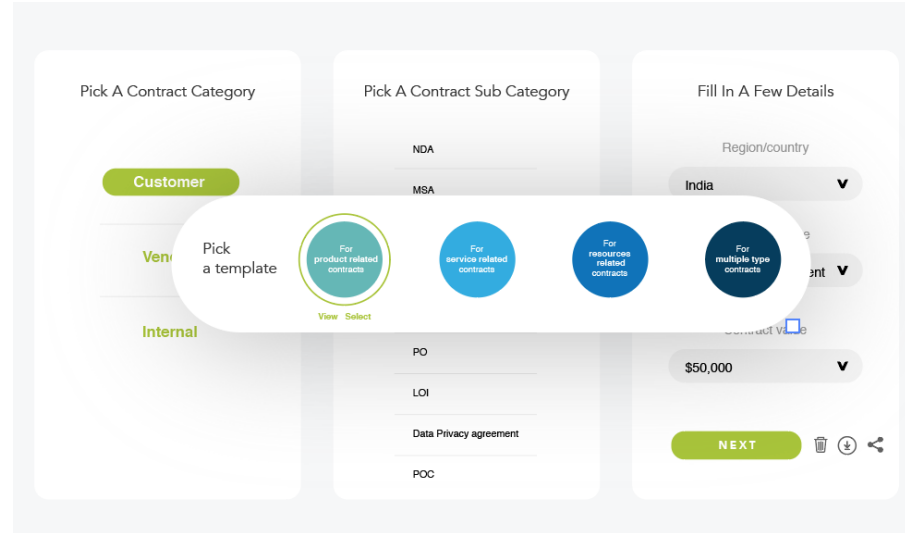 Pick A Contract Category
Customer
Internal
Pick A Contract Sub Category
NDA
MSA
PO
LOI
Data Privacy agreement
POC
Fill In A Few Details
Region/country
India
Contract value
$50,000
NEXT
Pick
a template
For
product related
contracts
View Select
For
service related
contracts
For
resources
related
contracts
For
multiple type
contracts